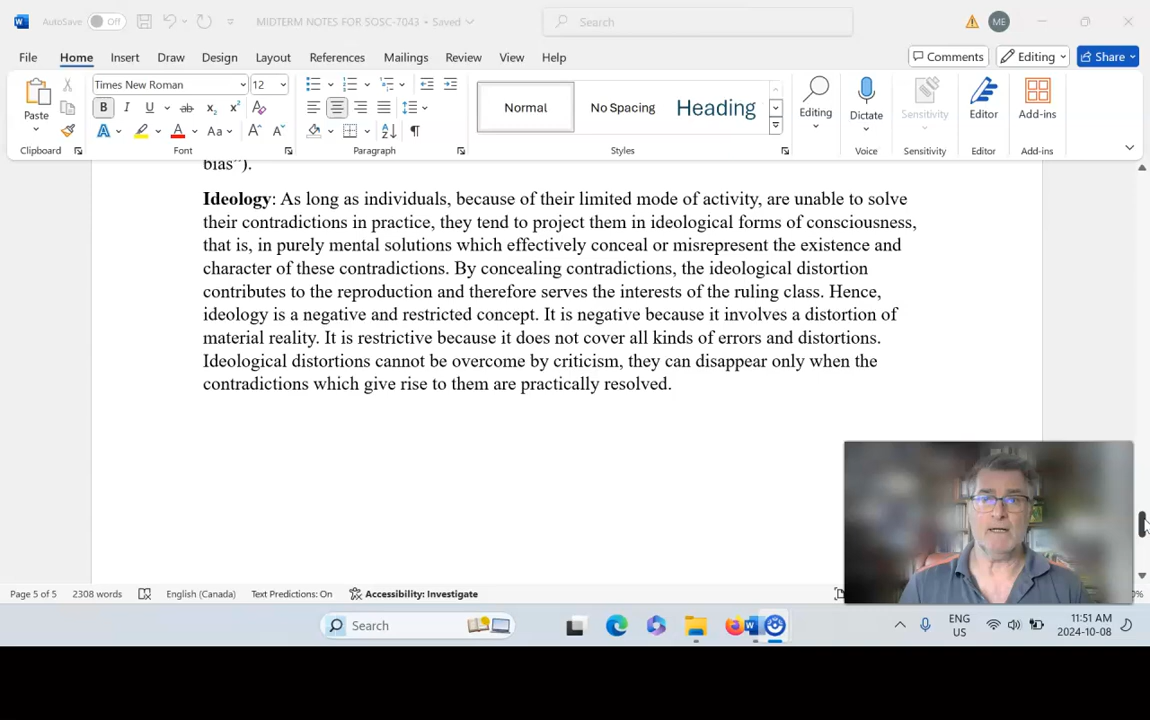 AutoSave Off MIDTERM NOTES FOR SOSC-7043 • Saved Search ME
File Home Insert Draw Design Layout References Mailings Review View Help Comments Editing Share
Times New Roman 12 Normal No Spacing Heading
Paste Editing Dictate Sensitivity Editor Add-ins
Clipboard Font Paragraph Styles Voice Sensitivity Editor Add-ins
bias”).
Ideology: As long as individuals, because of their limited mode of activity, are unable to solve
their contradictions in practice, they tend to project them in ideological forms of consciousness,
that is, in purely mental solutions which effectively conceal or misrepresent the existence and
character of these contradictions. By concealing contradictions, the ideological distortion
contributes to the reproduction and therefore serves the interests of the ruling class. Hence,
ideology is a negative and restricted concept. It is negative because it involves a distortion of
material reality. It is restrictive because it does not cover all kinds of errors and distortions.
Ideological distortions cannot be overcome by criticism, they can disappear only when the
contradictions which give rise to them are practically resolved.
Page 5 of 5 2308 words English (Canada) Text Predictions: On Accessibility: Investigate
Search ENG 11:51 AM
US 2024-10-08